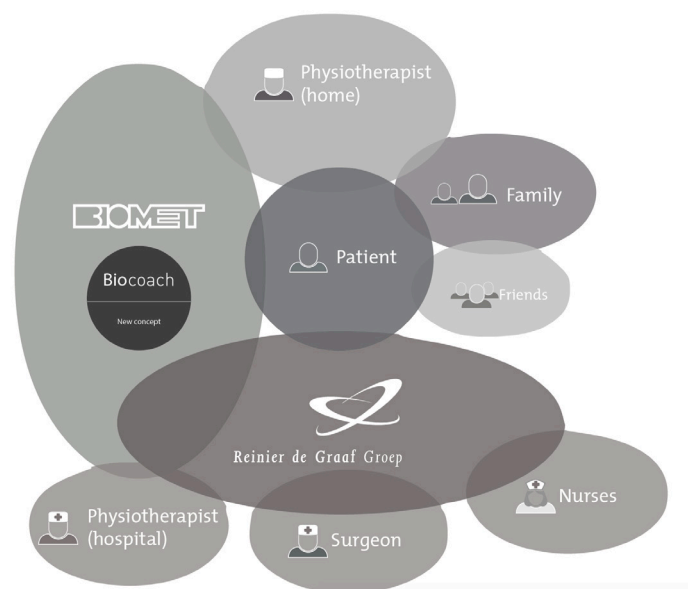 Physiotherapist
(home)
Family
BIOMET
Patient
Biocoach
Friends
New concept
Reinier de Graaf Groep
Nurses
Physiotherapist
(hospital)
Surgeon